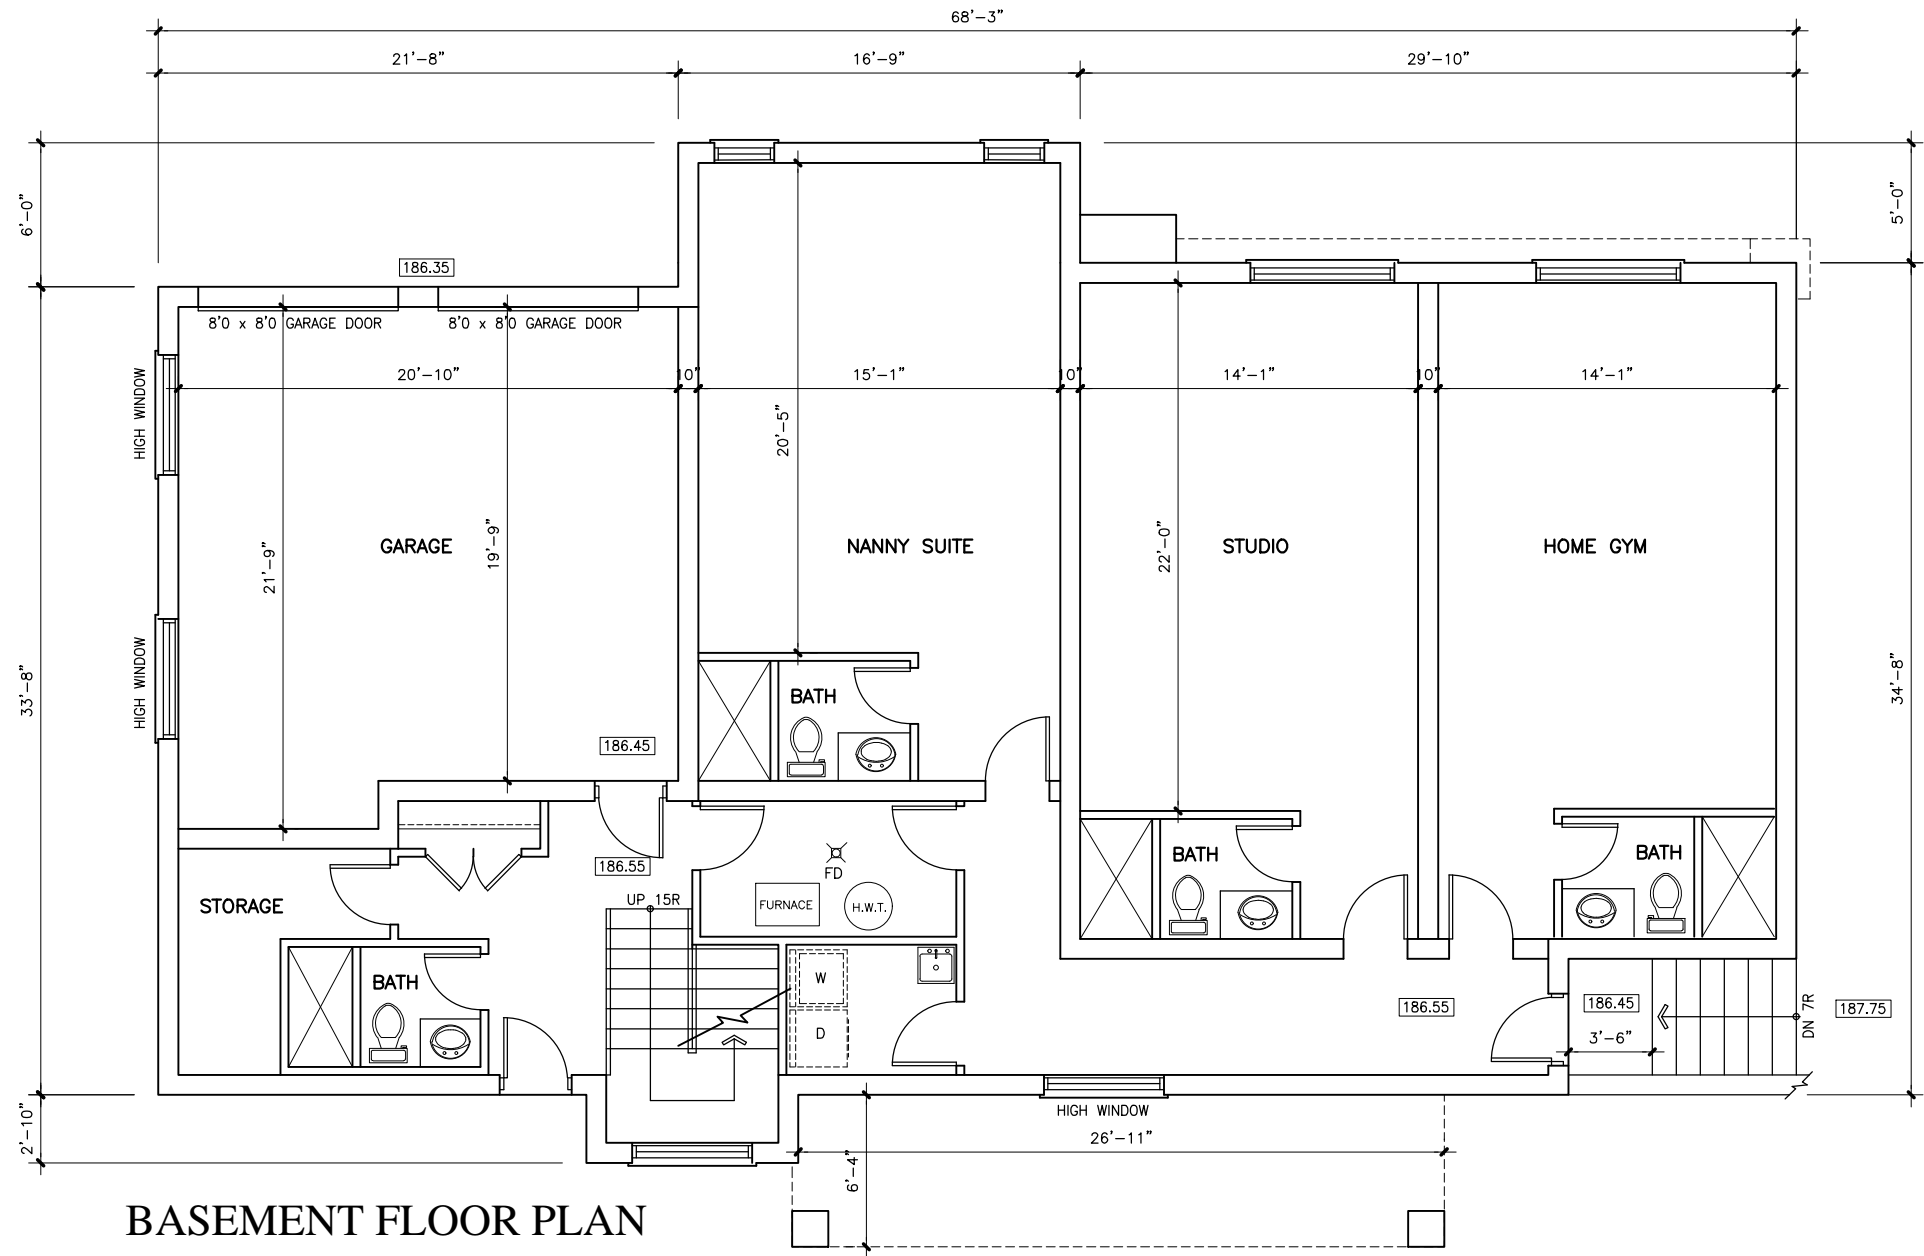 68'-3"
21'-8"
16'-9"
29'-10"
6'-0"
5'-0"
186.35
8'0 x 8'0 GARAGE DOOR
8'0 x 8'0 GARAGE DOOR
HIGH WINDOW
20'-10"
10"
15'-1"
10"
14'-1"
10"
14'-1"
20'-5"
GARAGE
NANNY SUITE
STUDIO
HOME GYM
21'-9"
19'-9"
22'-0"
33'-8"
34'-8"
HIGH WINDOW
BATH
186.45
186.55
FD
BATH
BATH
UP 15R
FURNACE
H.W.T.
STORAGE
BATH
W
D
186.55
186.45
3'-6"
DN 7R
187.75
2'-10"
HIGH WINDOW
26'-11"
6'-4"
BASEMENT FLOOR PLAN